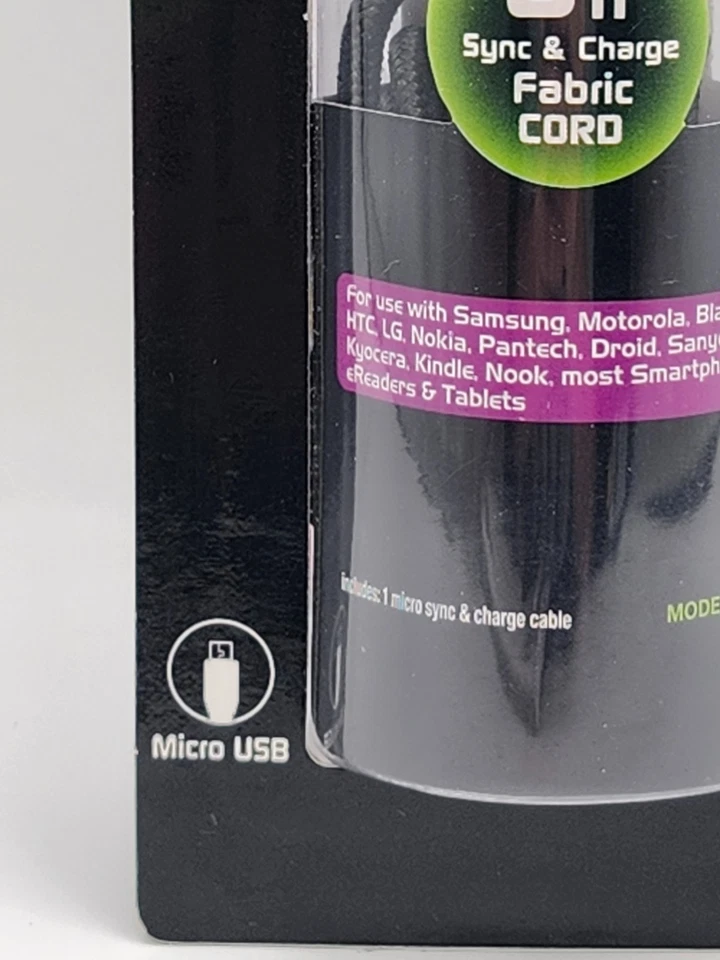 Sync & Charge
Fabric
CORD
For use with Samsung, Motorola,
HTC, LG, Nokia, Pantech, Droid,
Kyocera, Kindle, Nook, most
eReaders & Tablets
includes: 1 micro sync & charge cable
Micro USB